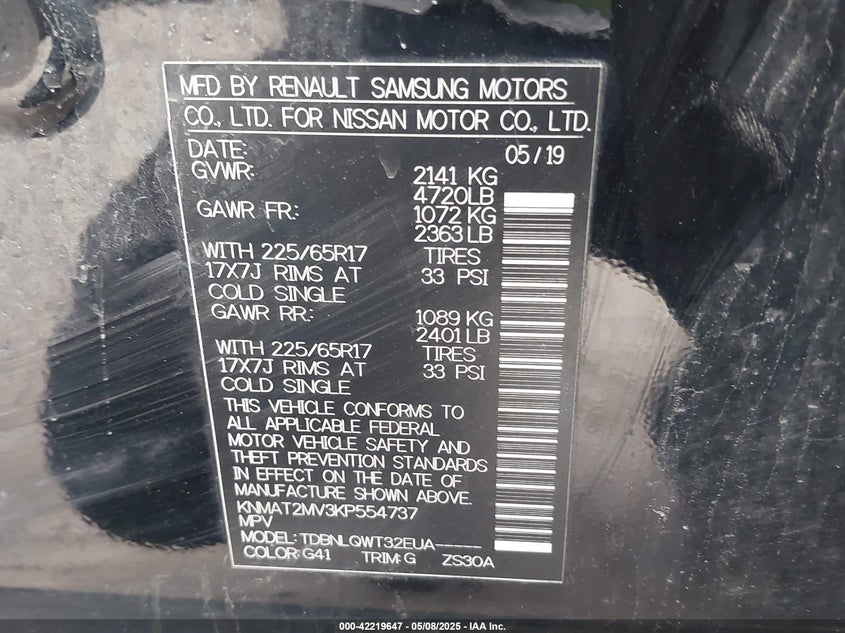 MFD BY RENAULT SAMSUNG MOTORS
CO., LTD. FOR NISSAN MOTOR CO., LTD.
DATE: 05/19
GVWR: 2141 KG
4720LB
GAWR FR: 1072 KG
2363LB
WITH 225/65R17 TIRES
17X7J RIMS AT 33 PSI
COLD SINGLE
GAWR RR: 1089 KG
2401LB
WITH 225/65R17 TIRES
17X7J RIMS AT 33 PSI
COLD SINGLE
THIS VEHICLE CONFORMS TO
ALL APPLICABLE FEDERAL
MOTOR VEHICLE SAFETY AND
THEFT PREVENTION STANDARDS
IN EFFECT ON THE DATE OF
MANUFACTURE SHOWN ABOVE.
KNMAT2MV3KP554737
MPV
MODEL: TDBNLQWT32EUA-----
COLOR:G41 TRIM:G ZS30A
000-42219647 - 05/08/2025 - IAA Inc.